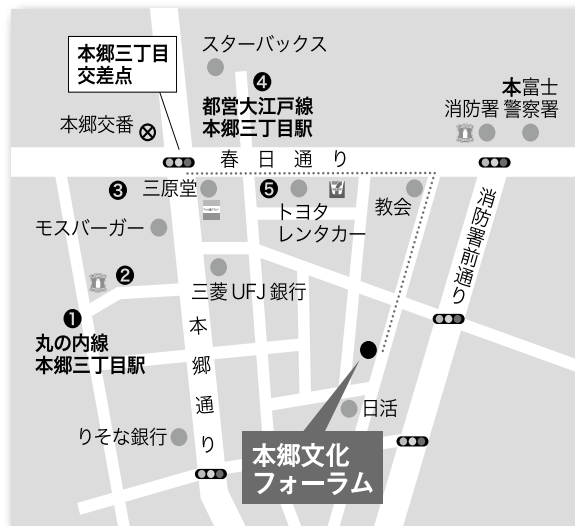 本郷三丁目
交差点
スターバックス
❹
都営大江戸線
本郷三丁目駅
本富士
消防署 警察署
本郷交番
春日通り
❸
三原堂
❺
トヨタ
レンタカー
教会
消防署前通り
モスバーガー
❷
三菱UFJ銀行
❶
丸の内線
本郷三丁目駅
本郷通り
日活
りそな銀行
本郷文化
フォーラム